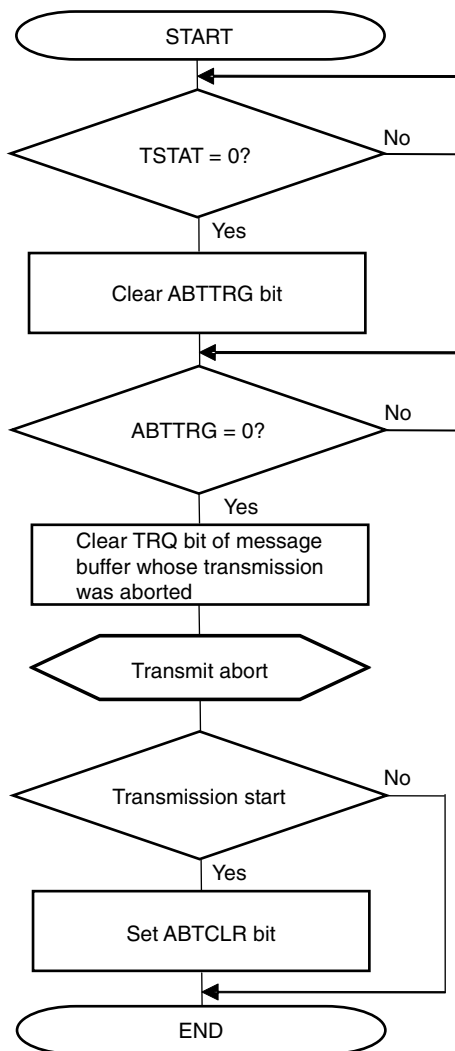 START
TSTAT = 0?
No
Yes
Clear ABTTRG bit
ABTTRG = 0?
No
Yes
Clear TRQ bit of message
buffer whose transmission
was aborted
Transmit abort
Transmission start
No
Yes
Set ABTCLR bit
END